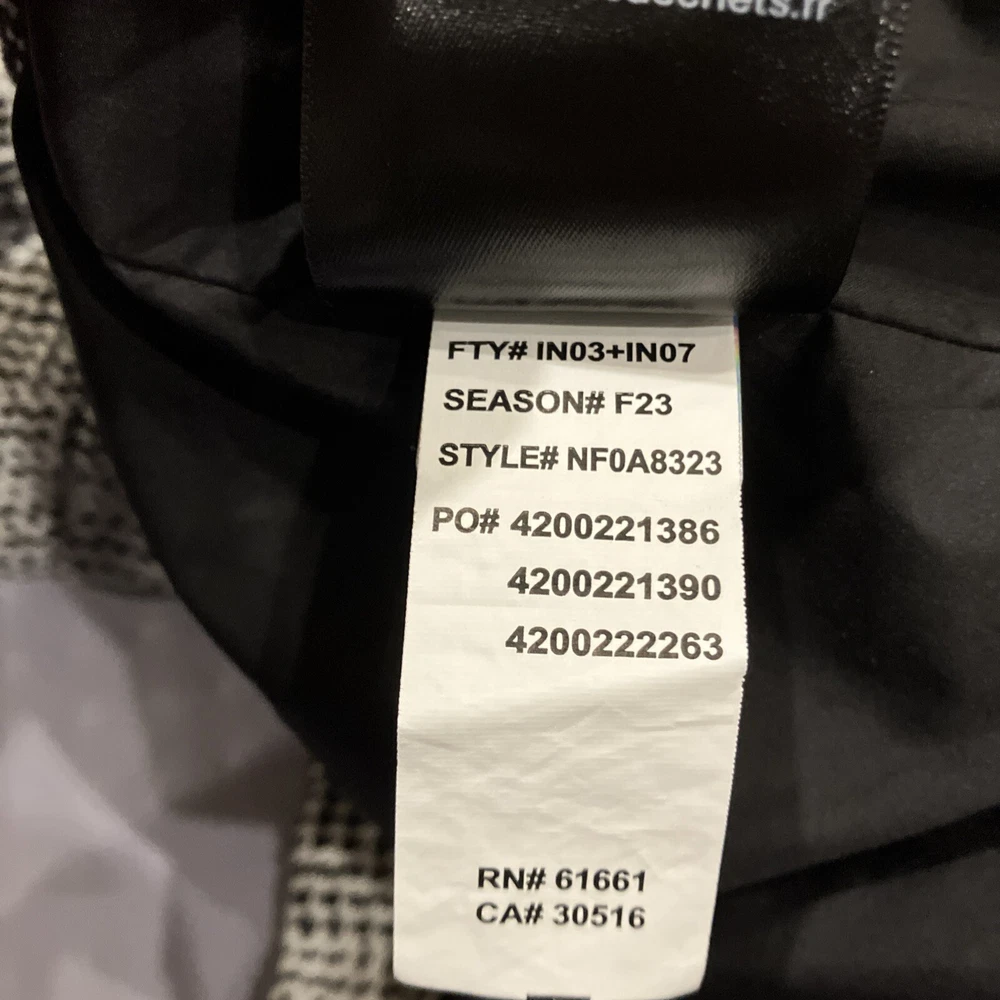 FTY# IN03+IN07
SEASON# F23
STYLE# NF0A8323
PO# 4200221386
4200221390
4200222263
RN# 61661
CA# 30516